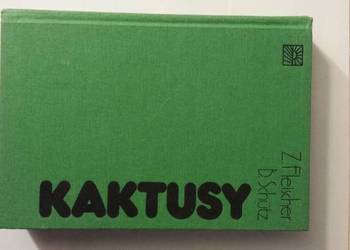 KAKTUSY
Z. Fleischer
B. Schütz